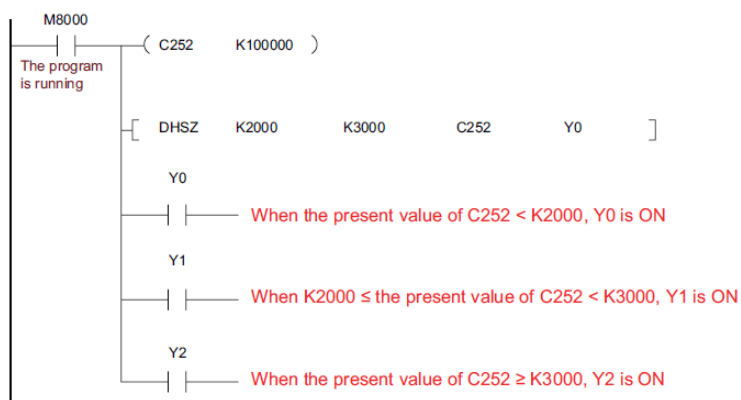 M8000
( C252 K100000 )
The program
is running
[ DHSZ K2000 K3000 C252 Y0 ]
Y0
When the present value of C252 < K2000, Y0 is ON
Y1
When K2000 ≤ the present value of C252 < K3000, Y1 is ON
Y2
When the present value of C252 ≥ K3000, Y2 is ON